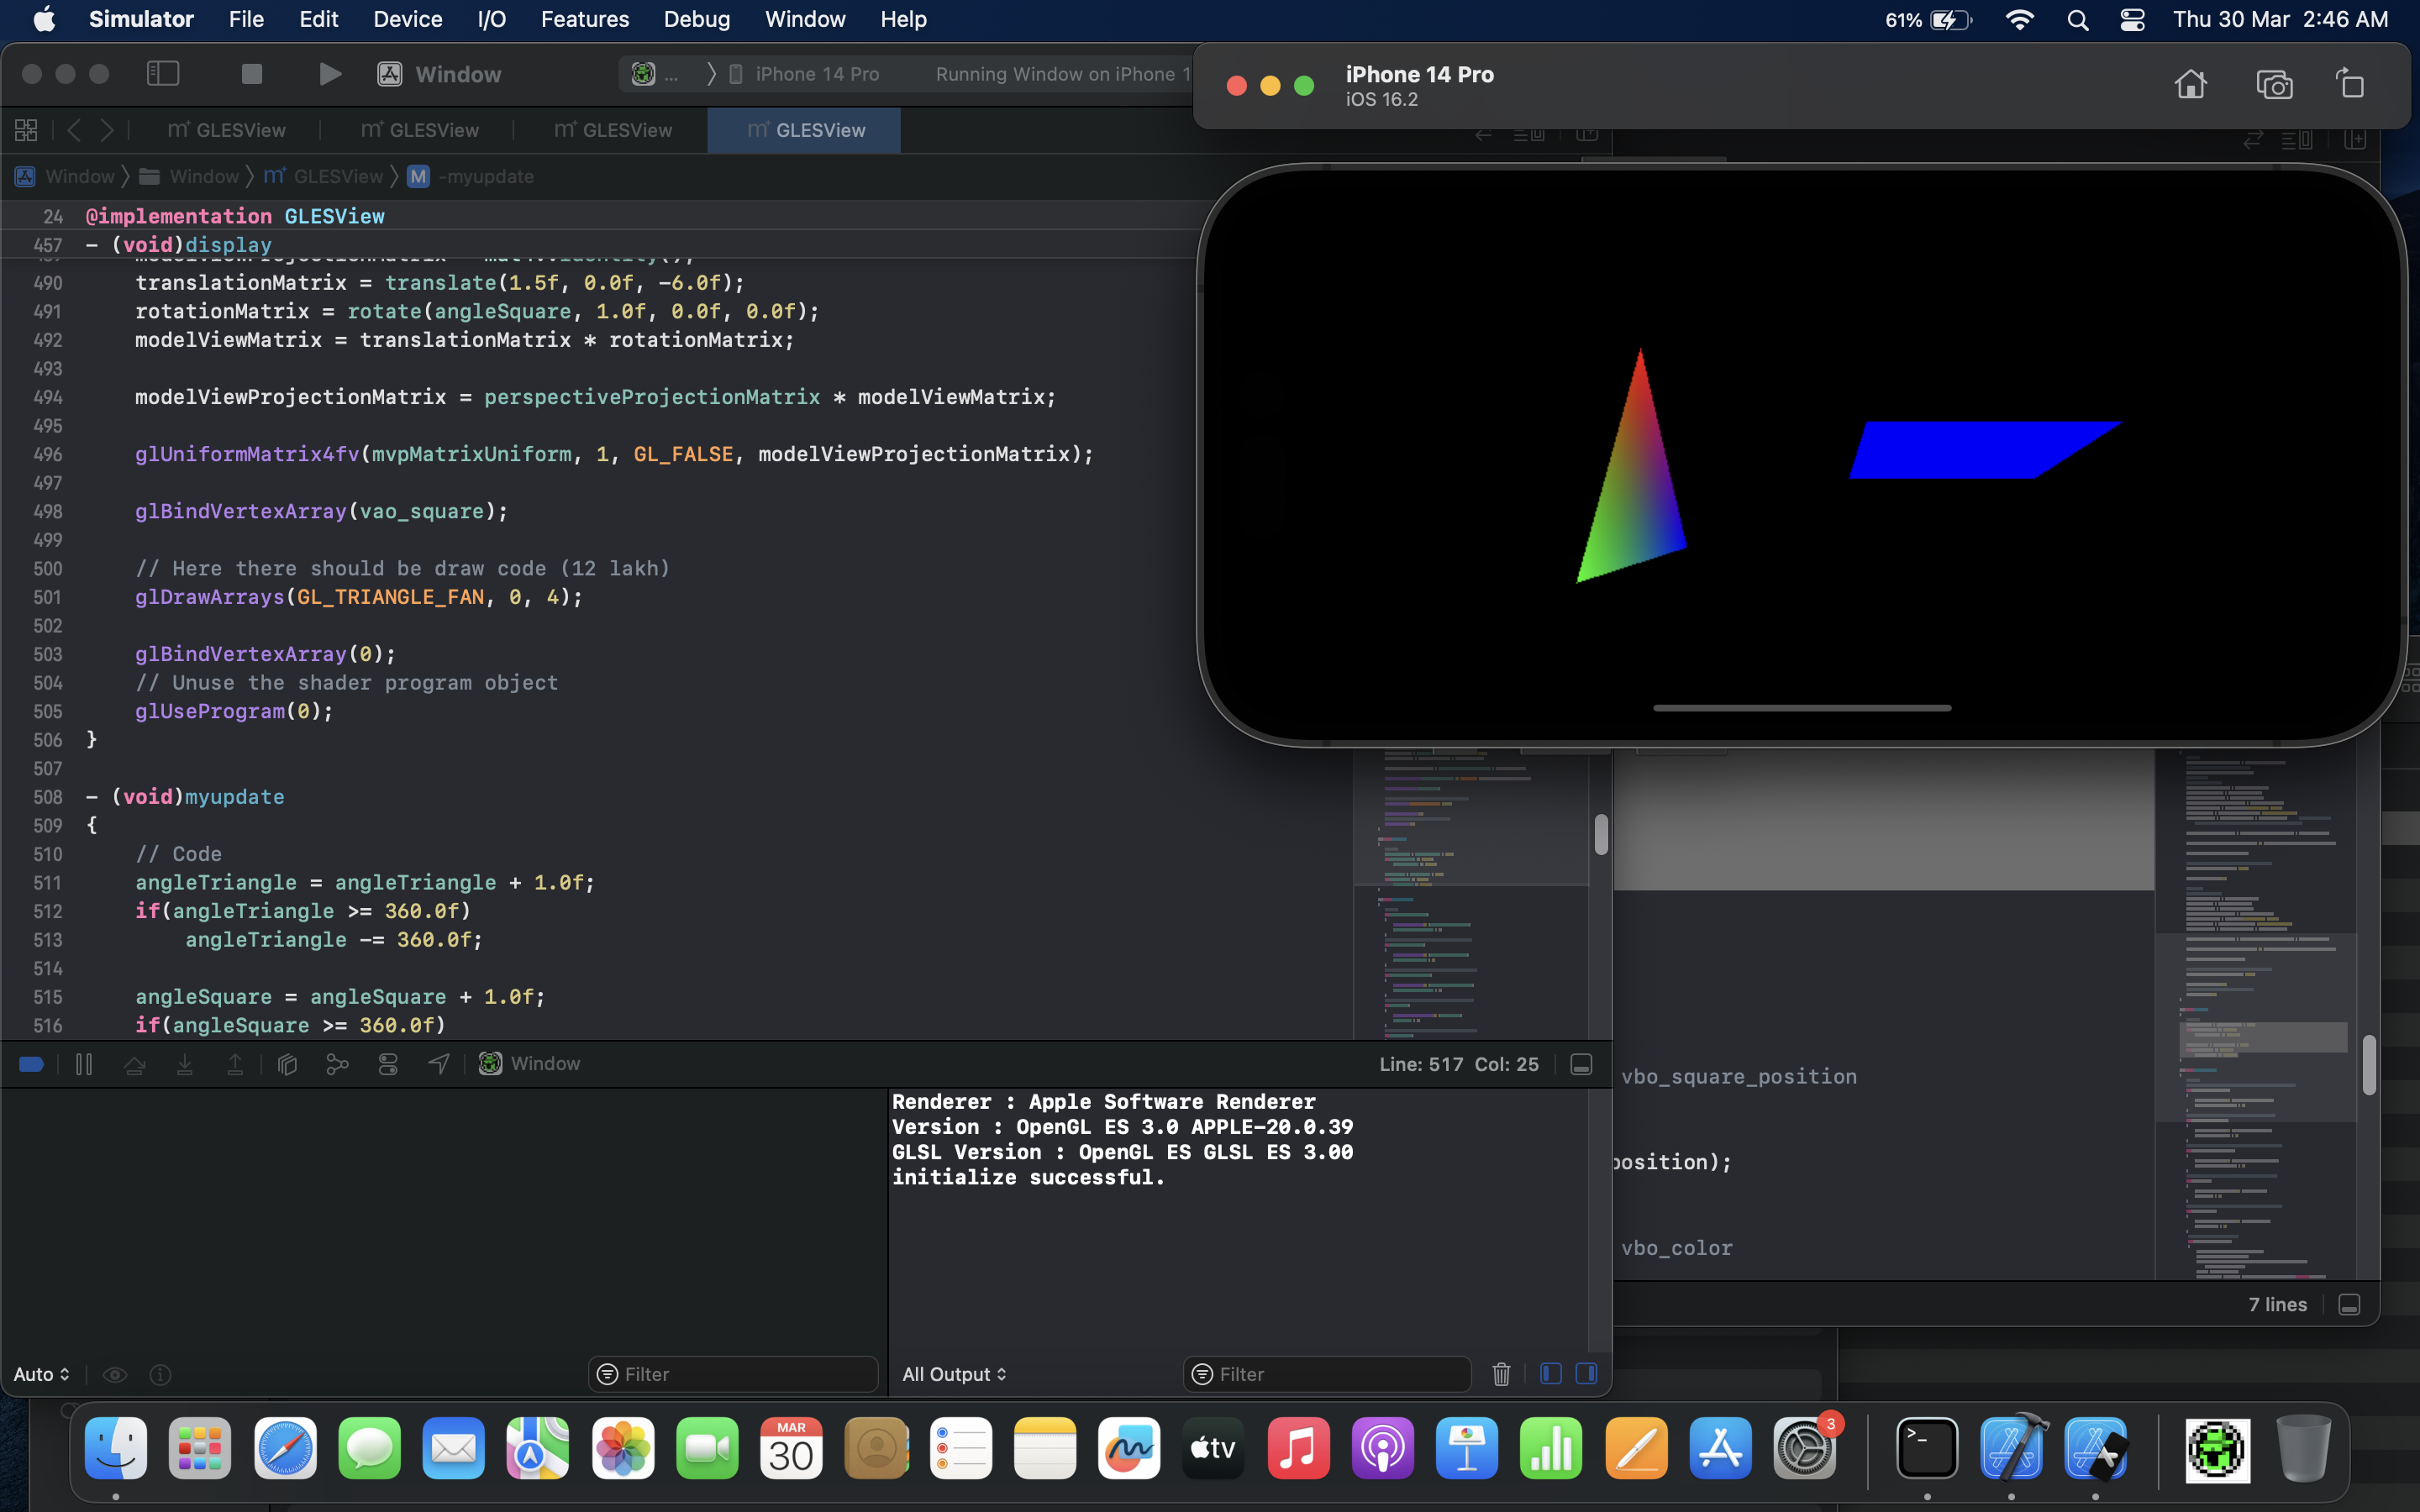 Simulator File Edit Device I/O Features Debug Window Help 61% Thu 30 Mar 2:46 AM
Window ... iPhone 14 Pro Running Window on iPhone 1
iPhone 14 Pro
iOS 16.2
GLESView GLESView GLESView GLESView
Window Window GLESView M -myupdate
24 @implementation GLESView
457 - (void)display
490 translationMatrix = translate(1.5f, 0.0f, -6.0f);
491 rotationMatrix = rotate(angleSquare, 1.0f, 0.0f, 0.0f);
492 modelViewMatrix = translationMatrix * rotationMatrix;
493
494 modelViewProjectionMatrix = perspectiveProjectionMatrix * modelViewMatrix;
495
496 glUniformMatrix4fv(mvpMatrixUniform, 1, GL_FALSE, modelViewProjectionMatrix);
497
498 glBindVertexArray(vao_square);
499
500 // Here there should be draw code (12 lakh)
501 glDrawArrays(GL_TRIANGLE_FAN, 0, 4);
502
503 glBindVertexArray(0);
504 // Unuse the shader program object
505 glUseProgram(0);
506 }
507
508 - (void)myupdate
509 {
510 // Code
511 angleTriangle = angleTriangle + 1.0f;
512 if(angleTriangle >= 360.0f)
513 angleTriangle -= 360.0f;
514
515 angleSquare = angleSquare + 1.0f;
516 if(angleSquare >= 360.0f)
Window Line: 517 Col: 25
vbo_square_position
Renderer : Apple Software Renderer
Version : OpenGL ES 3.0 APPLE-20.0.39
GLSL Version : OpenGL ES GLSL ES 3.00
initialize successful.
position);
vbo_color
7 lines
Auto Filter All Output Filter
MAR
30
tv
3